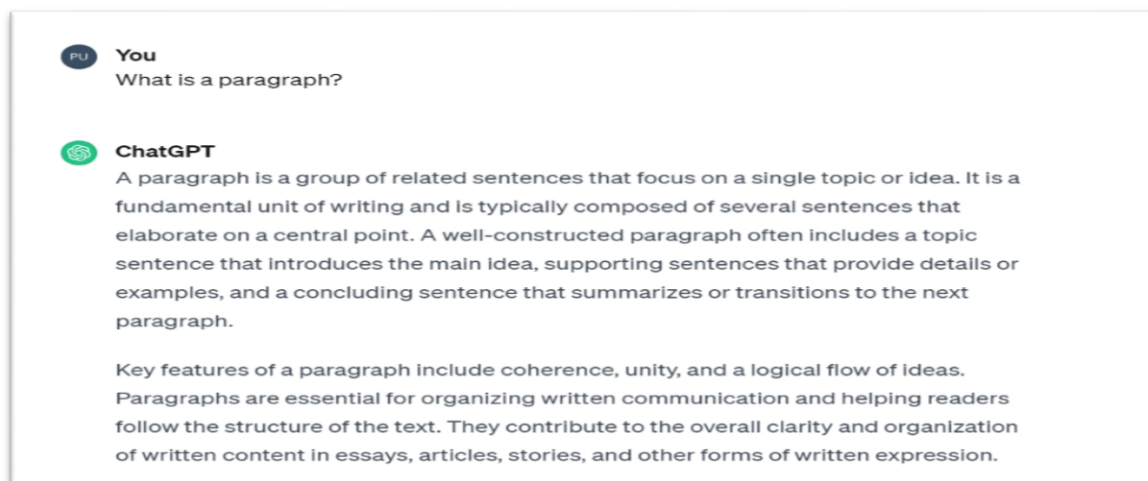 PU You
What is a paragraph?
ChatGPT
A paragraph is a group of related sentences that focus on a single topic or idea. It is a
fundamental unit of writing and is typically composed of several sentences that
elaborate on a central point. A well-constructed paragraph often includes a topic
sentence that introduces the main idea, supporting sentences that provide details or
examples, and a concluding sentence that summarizes or transitions to the next
paragraph.
Key features of a paragraph include coherence, unity, and a logical flow of ideas.
Paragraphs are essential for organizing written communication and helping readers
follow the structure of the text. They contribute to the overall clarity and organization
of written content in essays, articles, stories, and other forms of written expression.